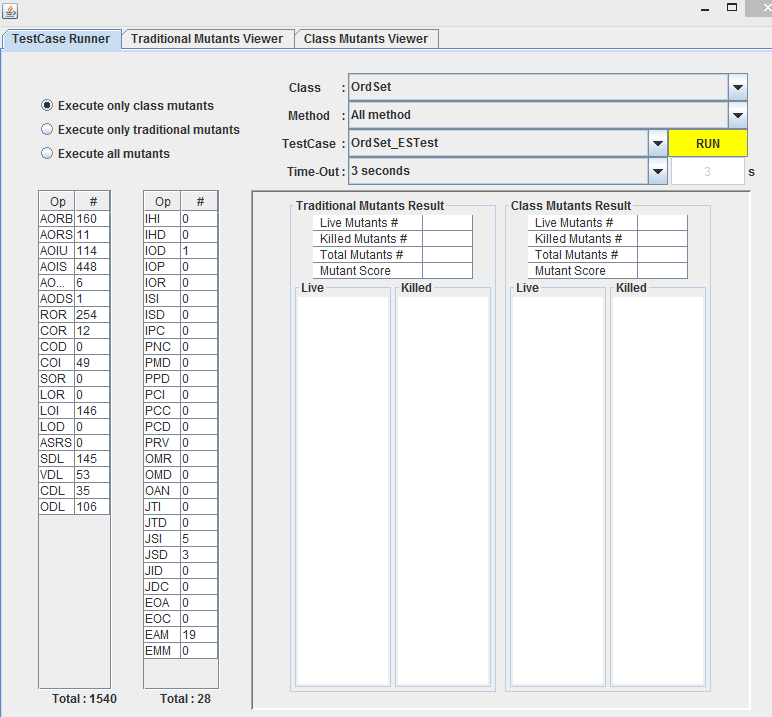 TestCase Runner Traditional Mutants Viewer Class Mutants Viewer
Class : OrdSet
Method : All method
TestCase : OrdSet_ESTest RUN
Time-Out : 3 seconds 3 s
Execute only class mutants
Execute only traditional mutants
Execute all mutants
Op #
AORB 160
AORS 11
AOIU 114
AOIS 448
AO... 6
AODS 1
ROR 254
COR 12
COD 0
COI 49
SOR 0
LOR 0
LOI 146
LOD 0
ASRS 0
SDL 145
VDL 53
CDL 35
ODL 106
Total : 1540
Op #
IHI 0
IHD 0
IOD 1
IOP 0
IOR 0
ISI 0
ISD 0
IPC 0
PNC 0
PMD 0
PPD 0
PCI 0
PCC 0
PCD 0
PRV 0
OMR 0
OMD 0
OAN 0
JTI 0
JTD 0
JSI 5
JSD 3
JID 0
JDC 0
EOA 0
EOC 0
EAM 19
EMM 0
Total : 28
Traditional Mutants Result
Live Mutants #
Killed Mutants #
Total Mutants #
Mutant Score
Live Killed
Class Mutants Result
Live Mutants #
Killed Mutants #
Total Mutants #
Mutant Score
Live Killed